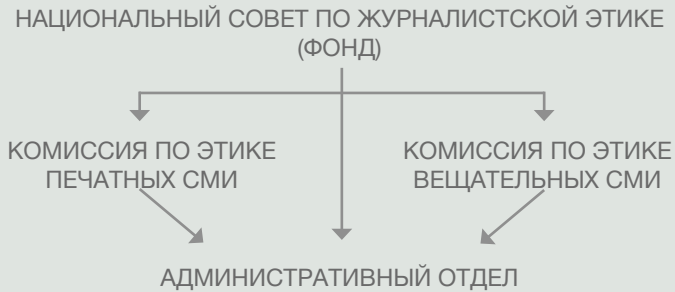 НАЦИОНАЛЬНЫЙ СОВЕТ ПО ЖУРНАЛИСТСКОЙ ЭТИКЕ
(ФОНД)
КОМИССИЯ ПО ЭТИКЕ
ПЕЧАТНЫХ СМИ
КОМИССИЯ ПО ЭТИКЕ
ВЕЩАТЕЛЬНЫХ СМИ
АДМИНИСТРАТИВНЫЙ ОТДЕЛ